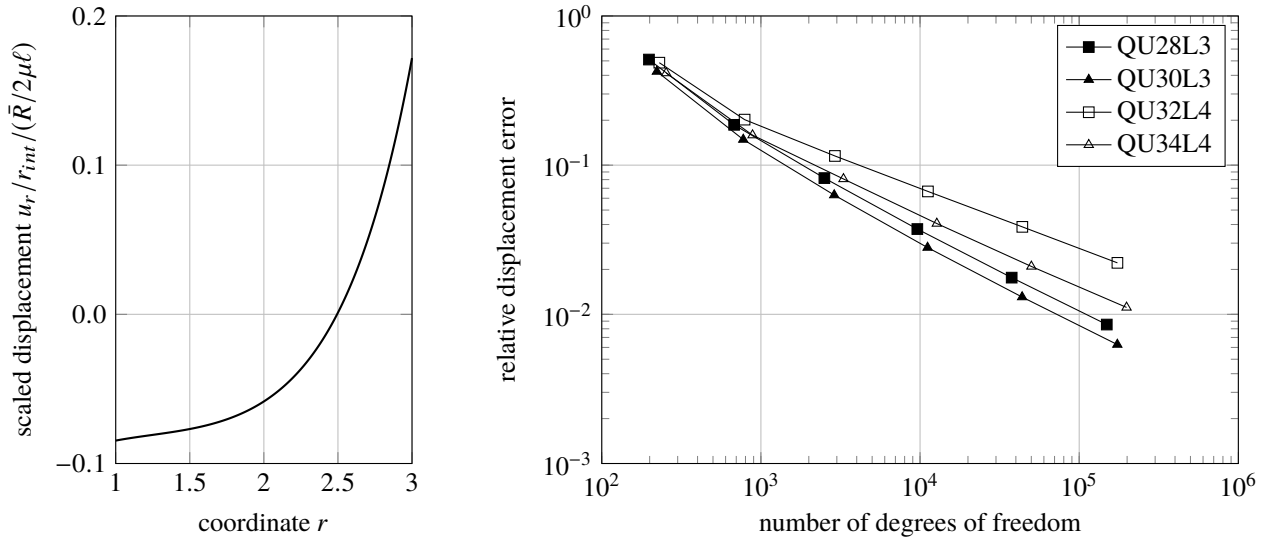 scaled displacement u_r/r_int/(R̄/2μℓ)
0.2
0.1
0.0
−0.1
1
1.5
2
2.5
3
coordinate r
relative displacement error
10^0
10^−1
10^−2
10^−3
10^2
10^3
10^4
10^5
10^6
number of degrees of freedom
QU28L3
QU30L3
QU32L4
QU34L4